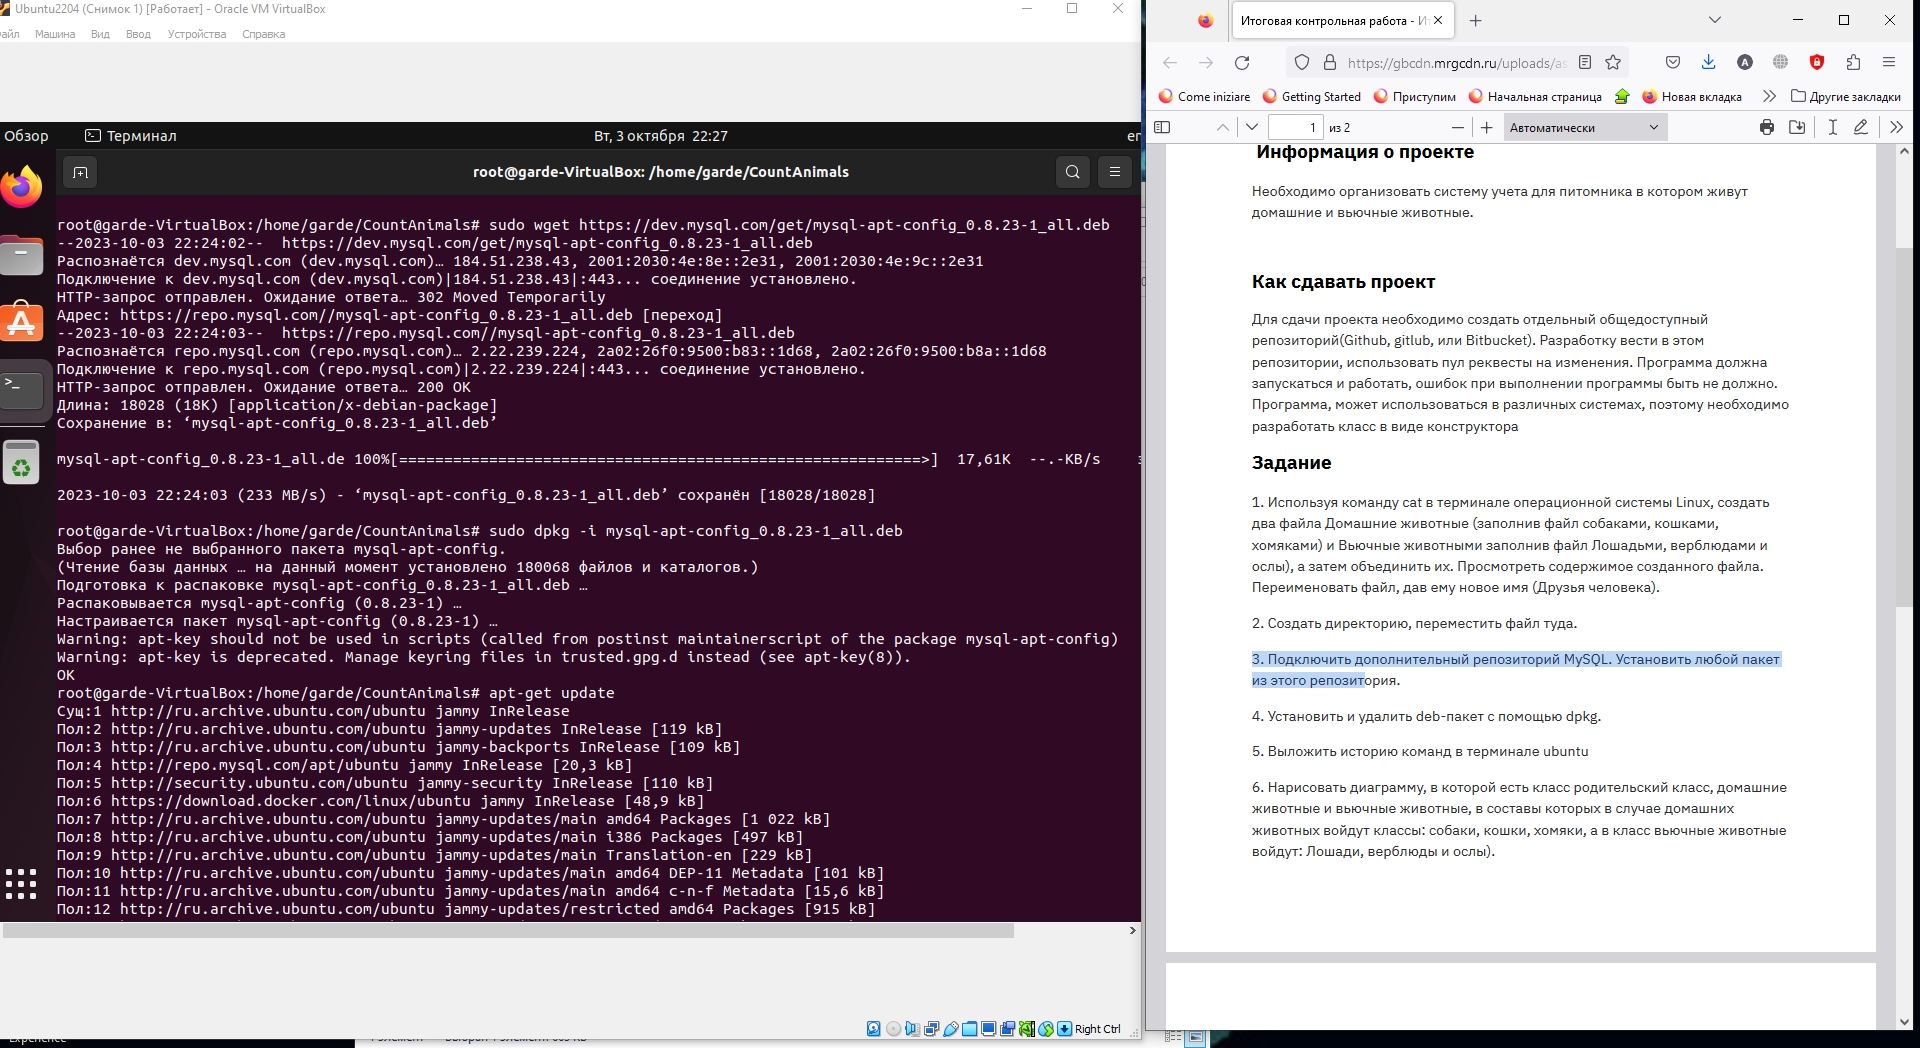 Ubuntu2204 (Снимок 1) [Работает] - Oracle VM VirtualBox
Машина Вид Ввод Устройства Справка
Обзор Терминал Вт, 3 октября 22:27 en
root@garde-VirtualBox: /home/garde/CountAnimals
root@garde-VirtualBox:/home/garde/CountAnimals# sudo wget https://dev.mysql.com/get/mysql-apt-config_0.8.23-1_all.deb
--2023-10-03 22:24:02-- https://dev.mysql.com/get/mysql-apt-config_0.8.23-1_all.deb
Распознаётся dev.mysql.com (dev.mysql.com)… 184.51.238.43, 2001:2030:4e:8e::2e31, 2001:2030:4e:9c::2e31
Подключение к dev.mysql.com (dev.mysql.com)|184.51.238.43|:443... соединение установлено.
HTTP-запрос отправлен. Ожидание ответа… 302 Moved Temporarily
Адрес: https://repo.mysql.com//mysql-apt-config_0.8.23-1_all.deb [переход]
--2023-10-03 22:24:03-- https://repo.mysql.com//mysql-apt-config_0.8.23-1_all.deb
Распознаётся repo.mysql.com (repo.mysql.com)… 2.22.239.224, 2a02:26f0:9500:b83::1d68, 2a02:26f0:9500:b8a::1d68
Подключение к repo.mysql.com (repo.mysql.com)|2.22.239.224|:443... соединение установлено.
HTTP-запрос отправлен. Ожидание ответа… 200 OK
Длина: 18028 (18K) [application/x-debian-package]
Сохранение в: ‘mysql-apt-config_0.8.23-1_all.deb’
mysql-apt-config_0.8.23-1_all.de 100%[==========================================================>] 17,61K --.-KB/s
2023-10-03 22:24:03 (233 MB/s) - ‘mysql-apt-config_0.8.23-1_all.deb’ сохранён [18028/18028]
root@garde-VirtualBox:/home/garde/CountAnimals# sudo dpkg -i mysql-apt-config_0.8.23-1_all.deb
Выбор ранее не выбранного пакета mysql-apt-config.
(Чтение базы данных … на данный момент установлено 180068 файлов и каталогов.)
Подготовка к распаковке mysql-apt-config_0.8.23-1_all.deb …
Распаковывается mysql-apt-config (0.8.23-1) …
Настраивается пакет mysql-apt-config (0.8.23-1) …
Warning: apt-key should not be used in scripts (called from postinst maintainerscript of the package mysql-apt-config)
Warning: apt-key is deprecated. Manage keyring files in trusted.gpg.d instead (see apt-key(8)).
OK
root@garde-VirtualBox:/home/garde/CountAnimals# apt-get update
Сущ:1 http://ru.archive.ubuntu.com/ubuntu jammy InRelease
Пол:2 http://ru.archive.ubuntu.com/ubuntu jammy-updates InRelease [119 kB]
Пол:3 http://ru.archive.ubuntu.com/ubuntu jammy-backports InRelease [109 kB]
Пол:4 http://repo.mysql.com/apt/ubuntu jammy InRelease [20,3 kB]
Пол:5 http://security.ubuntu.com/ubuntu jammy-security InRelease [110 kB]
Пол:6 https://download.docker.com/linux/ubuntu jammy InRelease [48,9 kB]
Пол:7 http://ru.archive.ubuntu.com/ubuntu jammy-updates/main amd64 Packages [1 022 kB]
Пол:8 http://ru.archive.ubuntu.com/ubuntu jammy-updates/main i386 Packages [497 kB]
Пол:9 http://ru.archive.ubuntu.com/ubuntu jammy-updates/main Translation-en [229 kB]
Пол:10 http://ru.archive.ubuntu.com/ubuntu jammy-updates/main amd64 DEP-11 Metadata [101 kB]
Пол:11 http://ru.archive.ubuntu.com/ubuntu jammy-updates/main amd64 c-n-f Metadata [15,6 kB]
Пол:12 http://ru.archive.ubuntu.com/ubuntu jammy-updates/restricted amd64 Packages [915 kB]
Right Ctrl
Итоговая контрольная работа - И
https://gbcdn.mrgcdn.ru/uploads/as
Come iniziare Getting Started Приступим Начальная страница Новая вкладка Другие закладки
1 из 2 Автоматически
Информация о проекте
Необходимо организовать систему учета для питомника в котором живут
домашние и вьючные животные.
Как сдавать проект
Для сдачи проекта необходимо создать отдельный общедоступный
репозиторий(Github, gitlub, или Bitbucket). Разработку вести в этом
репозитории, использовать пул реквесты на изменения. Программа должна
запускаться и работать, ошибок при выполнении программы быть не должно.
Программа, может использоваться в различных системах, поэтому необходимо
разработать класс в виде конструктора
Задание
1. Используя команду cat в терминале операционной системы Linux, создать
два файла Домашние животные (заполнив файл собаками, кошками,
хомяками) и Вьючные животными заполнив файл Лошадьми, верблюдами и
ослы), а затем объединить их. Просмотреть содержимое созданного файла.
Переименовать файл, дав ему новое имя (Друзья человека).
2. Создать директорию, переместить файл туда.
3. Подключить дополнительный репозиторий MySQL. Установить любой пакет
из этого репозитория.
4. Установить и удалить deb-пакет с помощью dpkg.
5. Выложить историю команд в терминале ubuntu
6. Нарисовать диаграмму, в которой есть класс родительский класс, домашние
животные и вьючные животные, в составы которых в случае домашних
животных войдут классы: собаки, кошки, хомяки, а в класс вьючные животные
войдут: Лошади, верблюды и ослы).